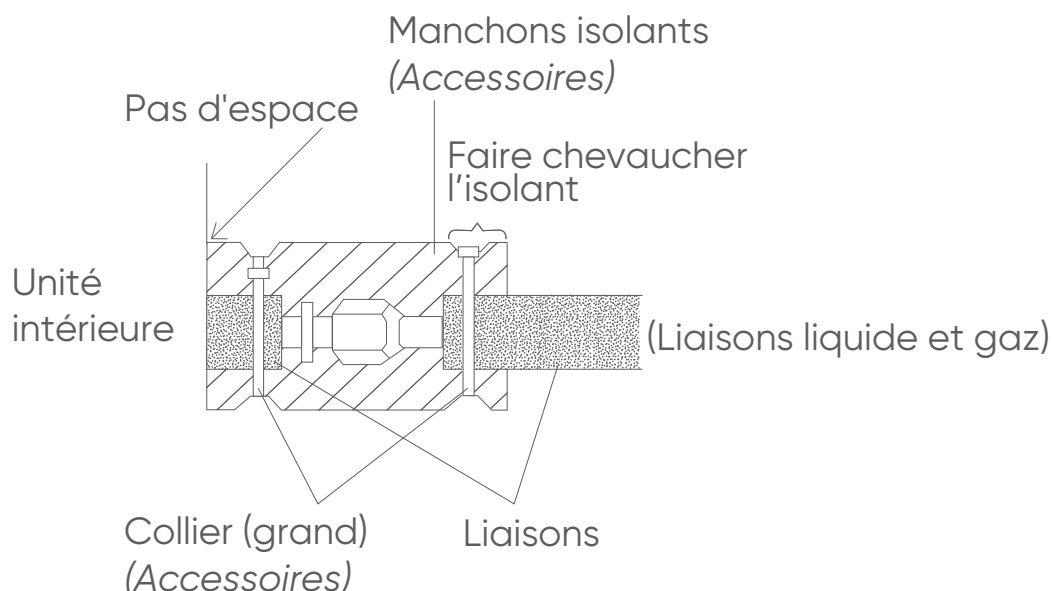 Manchons isolants
(Accessoires)
Pas d'espace
Faire chevaucher
l’isolant
Unité
intérieure
(Liaisons liquide et gaz)
Collier (grand)
(Accessoires)
Liaisons